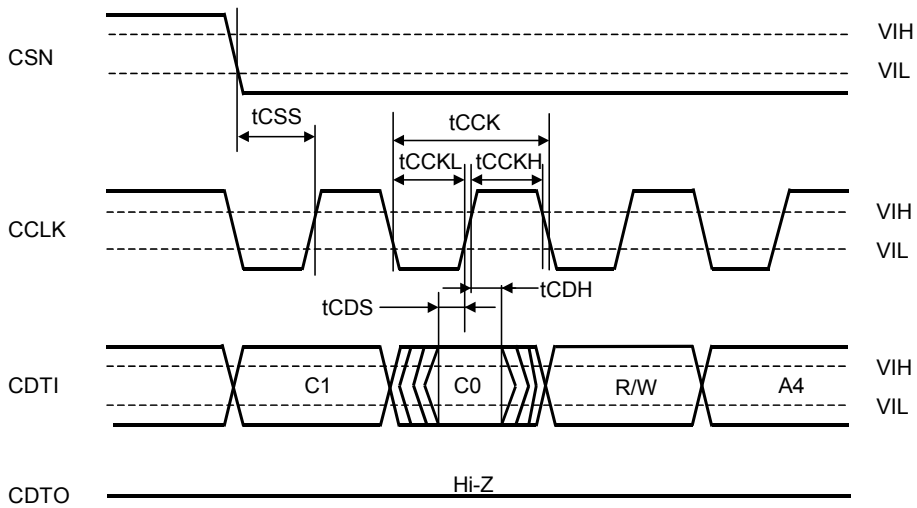 CSN
VIH
VIL
tCSS
tCCK
tCCKL
tCCKH
CCLK
VIH
VIL
tCDS
tCDH
CDTI
C1
C0
R/W
A4
VIH
VIL
CDTO
Hi-Z